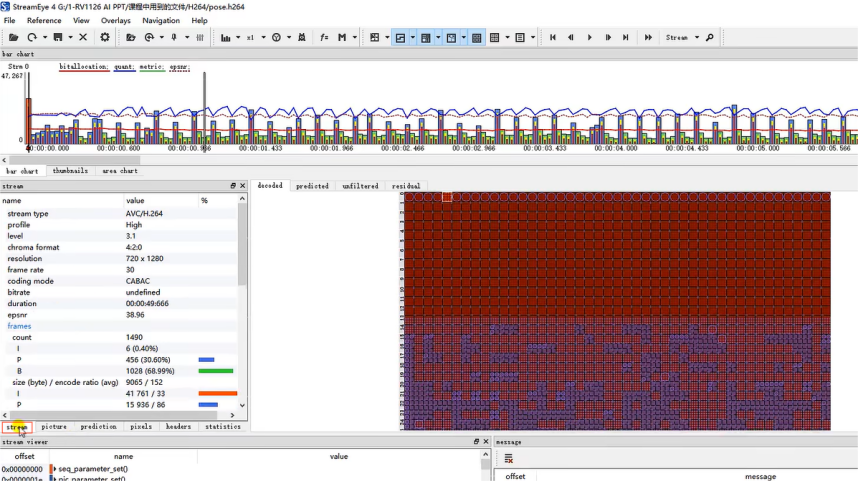 StreamEye 4 G:/1-RV1126 AI PPT/课程中用到的文件/H264/pose.h264
File Reference View Overlays Navigation Help
x1 f= M Stream
bar chart
Strm 0 bitallocation; quant; metric; epsnr;
47,267
0
00:00:00.000 00:00:00.600 00:00:00.966 00:00:01.966 00:00:02.466 00:00:02.966 00:00:03.466 00:00:04.000 00:00:04.433 00:00:05.000 00:00:05.566
bar chart thumbnails area chart
stream
decoded predicted unfiltered residual
name value %
stream type AVC/H.264
profile High
level 3.1
chroma format 4:2:0
resolution 720 x 1280
frame rate 30
coding mode CABAC
bitrate undefined
duration 00:00:49:666
epsnr 38.96
frames
count 1490
I 6 (0.40%)
P 456 (30.60%)
B 1028 (68.99%)
size (byte) / encode ratio (avg) 9065 / 152
I 41 761 / 33
P 15 936 / 86
stream picture prediction pixels headers statistics
stream viewer
message
offset name value
0x00000000 seq_parameter_set()
0x0000001e pic_parameter_set()
offset message